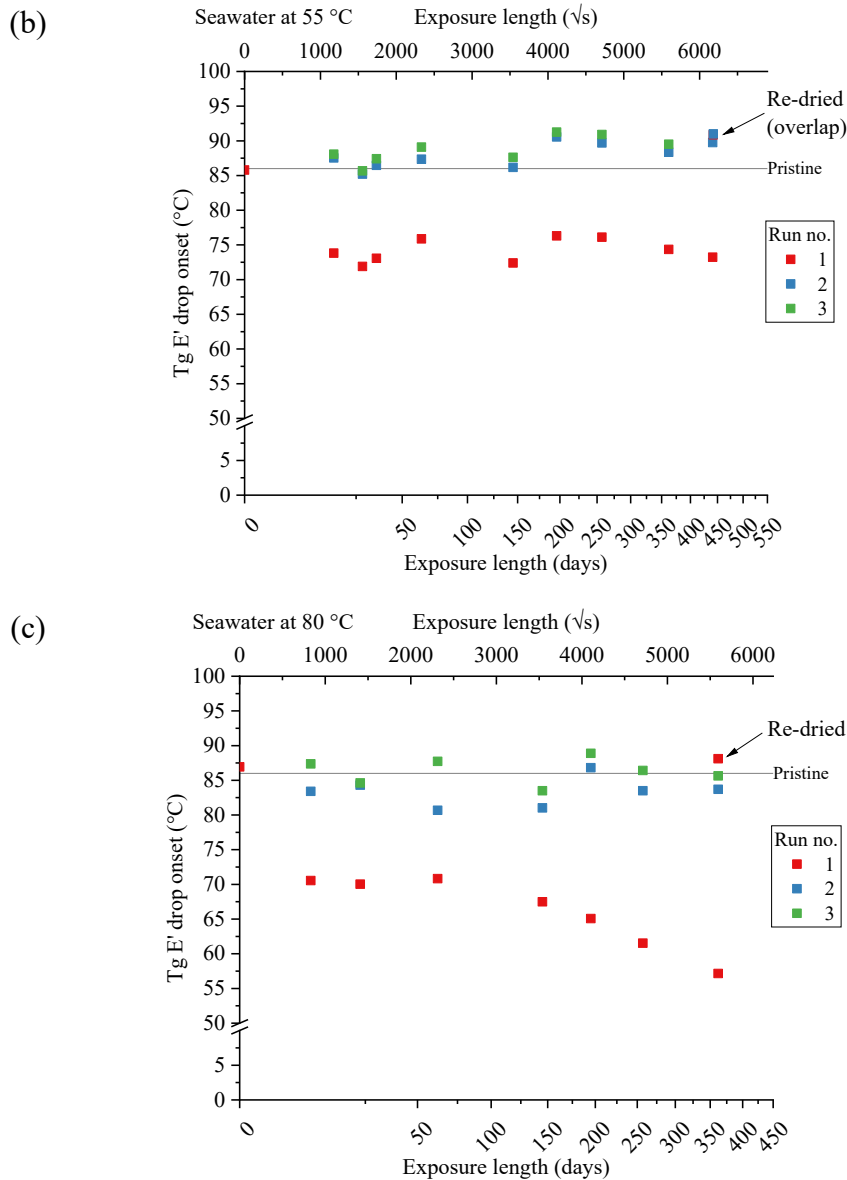 (b)
Seawater at 55 °C
Exposure length (√s)
0 1000 2000 3000 4000 5000 6000
100
95
90
85
80
75
70
65
60
55
50
5
0
Tg E' drop onset (°C)
Re-dried
(overlap)
Pristine
Run no.
1
2
3
0 50 100 150 200 250 300 350 400 450 500 550
Exposure length (days)
(c)
Seawater at 80 °C
Exposure length (√s)
0 1000 2000 3000 4000 5000 6000
100
95
90
85
80
75
70
65
60
55
50
5
0
Tg E' drop onset (°C)
Re-dried
Pristine
Run no.
1
2
3
0 50 100 150 200 250 300 350 400 450
Exposure length (days)